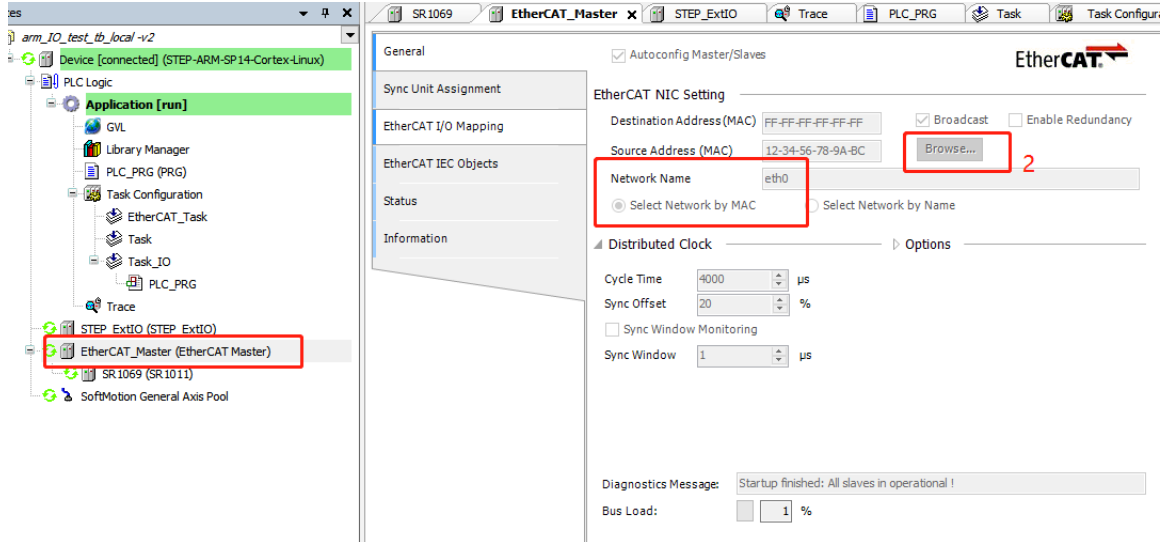 SR1069
EtherCAT_Master
STEP_ExtIO
Trace
PLC_PRG
Task
Task Configura
arm_IO_test_tb_local -v2
Device [connected] (STEP-ARM-SP14-Cortex-Linux)
PLC Logic
Application [run]
GVL
Library Manager
PLC_PRG (PRG)
Task Configuration
EtherCAT_Task
Task
Task_IO
PLC_PRG
Trace
STEP_ExtIO (STEP_ExtIO)
EtherCAT_Master (EtherCAT Master)
SR1069 (SR1011)
SoftMotion General Axis Pool
General
Sync Unit Assignment
EtherCAT I/O Mapping
EtherCAT IEC Objects
Status
Information
Autoconfig Master/Slaves
EtherCAT
EtherCAT NIC Setting
Destination Address (MAC) FF-FF-FF-FF-FF-FF Broadcast Enable Redundancy
Source Address (MAC) 12-34-56-78-9A-BC Browse...
2
Network Name eth0
Select Network by MAC Select Network by Name
Distributed Clock Options
Cycle Time 4000 µs
Sync Offset 20 %
Sync Window Monitoring
Sync Window 1 µs
Diagnostics Message: Startup finished: All slaves in operational !
Bus Load: 1 %